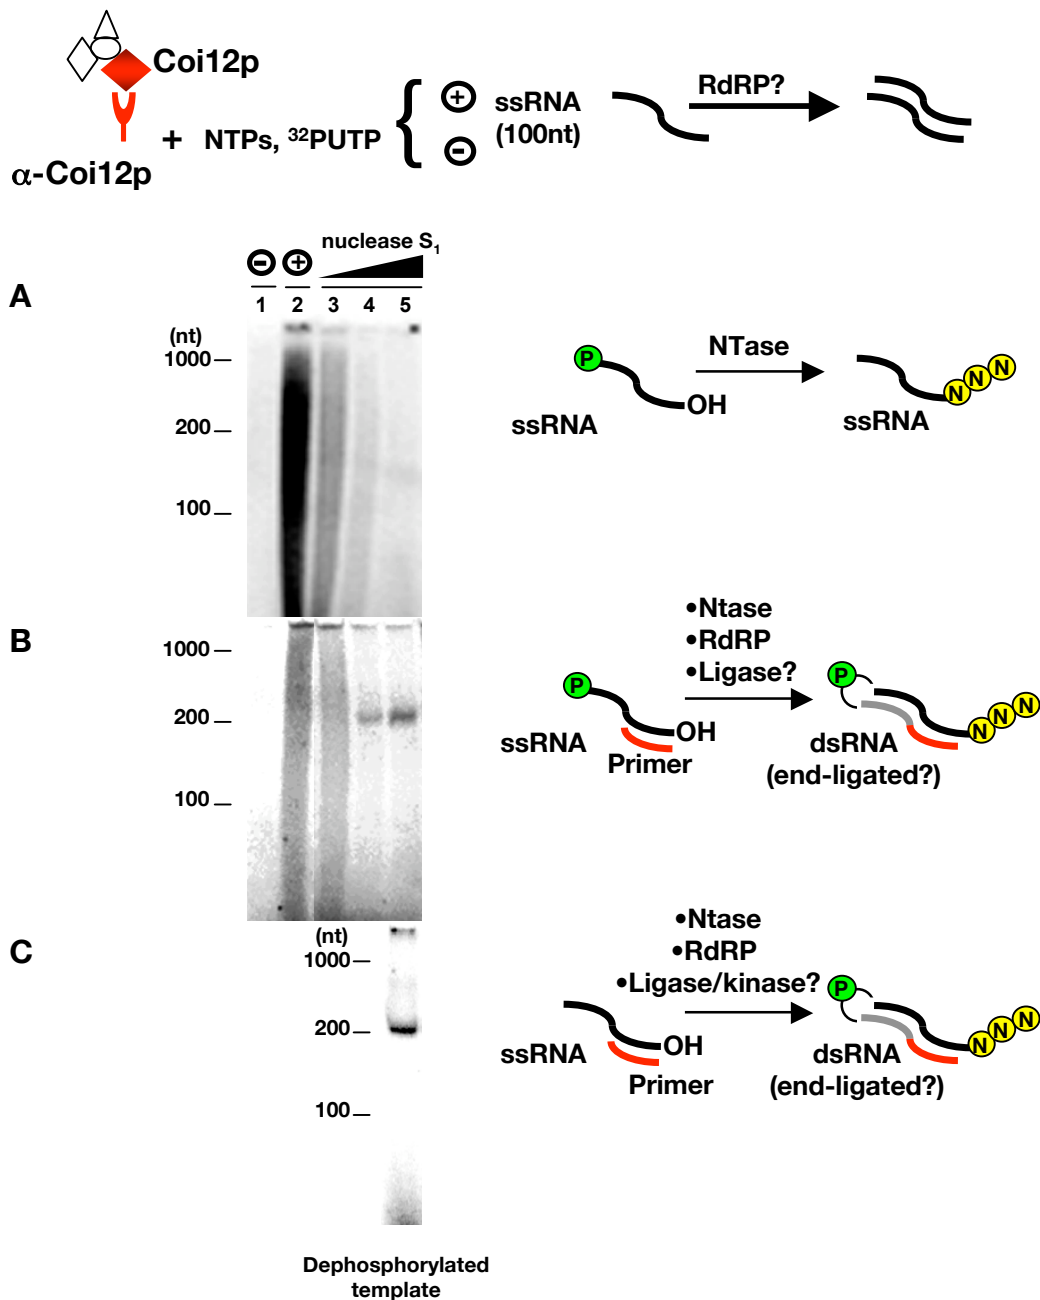 Coi12p
α-Coi12p
+ NTPs, ³²PUTP
+
-
ssRNA
(100nt)
RdRP?
nuclease S₁
- +
A
1 2 3 4 5
(nt)
1000
200
100
P
OH
ssRNA
NTase
N N N
ssRNA
B
1000
200
100
P
OH
ssRNA
Primer
•Ntase
•RdRP
•Ligase?
P
N N N
dsRNA
(end-ligated?)
C
(nt)
1000
200
100
OH
ssRNA
Primer
•Ntase
•RdRP
•Ligase/kinase?
P
N N N
dsRNA
(end-ligated?)
Dephosphorylated
template